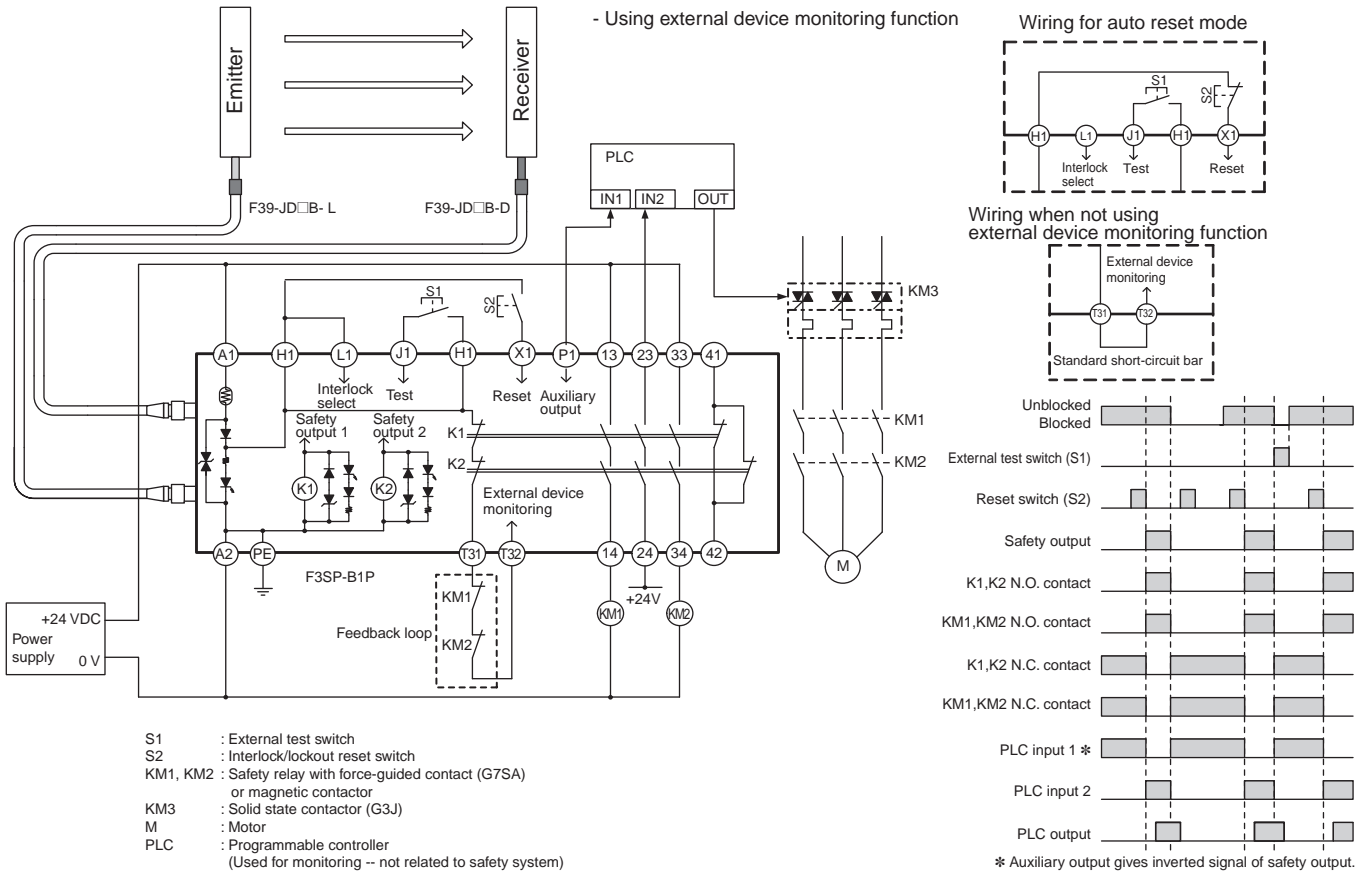 - Using external device monitoring function
Emitter
Receiver
F39-JD□B- L
F39-JD□B-D
PLC
IN1
IN2
OUT
KM3
S1
S2
A1
H1
L1
J1
H1
X1
P1
13
23
33
41
Interlock
select
Test
Reset
Auxiliary
output
Safety
output 1
Safety
output 2
K1
K2
K1
K2
External device
monitoring
KM1
KM2
M
A2
PE
T31
T32
14
24
34
42
F3SP-B1P
+24V
KM1
KM2
KM1
KM2
Feedback loop
+24 VDC
Power
supply
0 V
S1 : External test switch
S2 : Interlock/lockout reset switch
KM1, KM2 : Safety relay with force-guided contact (G7SA)
or magnetic contactor
KM3 : Solid state contactor (G3J)
M : Motor
PLC : Programmable controller
(Used for monitoring -- not related to safety system)
Wiring for auto reset mode
S1
S2
H1
L1
J1
H1
X1
Interlock
select
Test
Reset
Wiring when not using
external device monitoring function
External device
monitoring
T31
T32
Standard short-circuit bar
Unblocked
Blocked
External test switch (S1)
Reset switch (S2)
Safety output
K1,K2 N.O. contact
KM1,KM2 N.O. contact
K1,K2 N.C. contact
KM1,KM2 N.C. contact
PLC input 1 ✻
PLC input 2
PLC output
✻ Auxiliary output gives inverted signal of safety output.